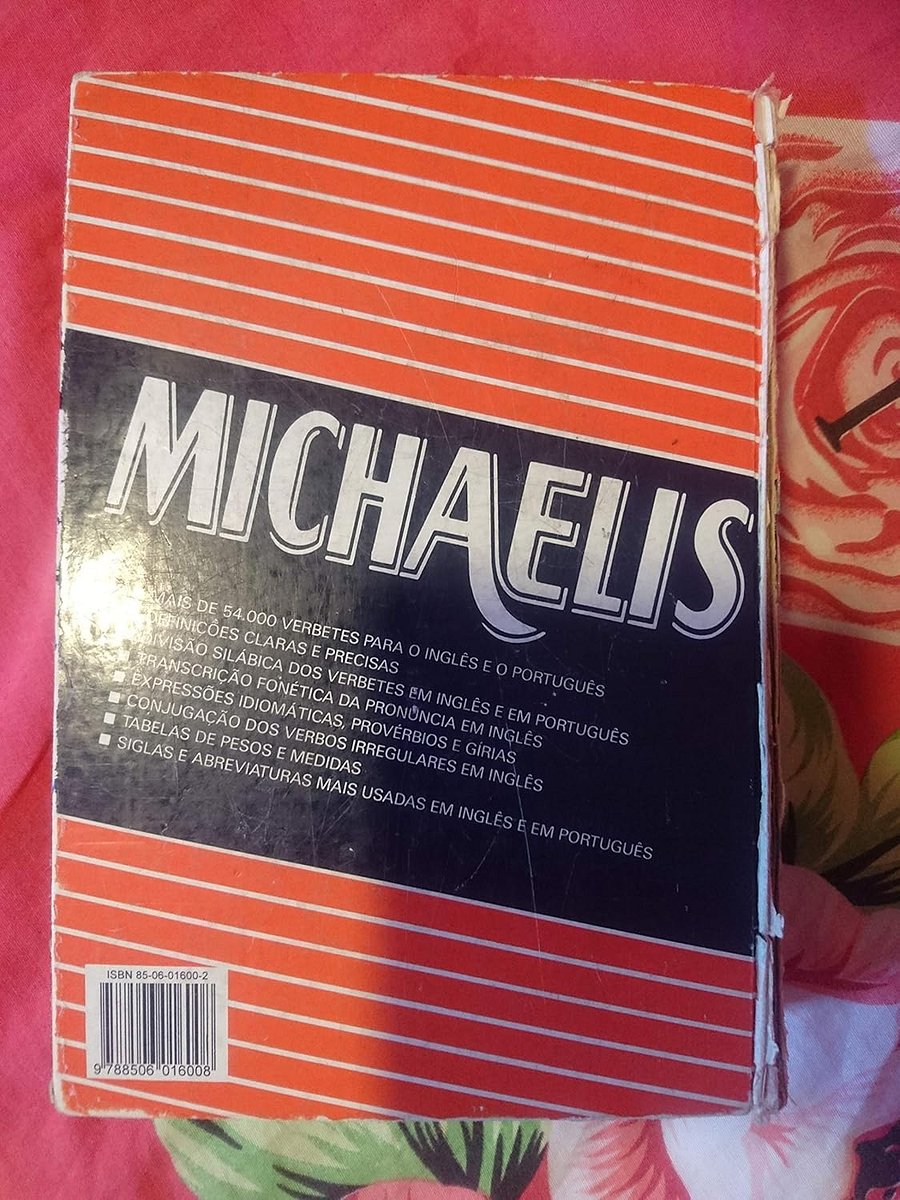 MICHAELIS
MAIS DE 54.000 VERBETES PARA O INGLÊS E O PORTUGUÊS
DEFINIÇÕES CLARAS E PRECISAS
DIVISÃO SILÁBICA DOS VERBETES EM INGLÊS E EM PORTUGUÊS
■ TRANSCRIÇÃO FONÉTICA DA PRONÚNCIA EM INGLÊS
■ EXPRESSÕES IDIOMÁTICAS, PROVÉRBIOS E GÍRIAS
■ CONJUGAÇÃO DOS VERBOS IRREGULARES EM INGLÊS
■ TABELAS DE PESOS E MEDIDAS
■ SIGLAS E ABREVIATURAS MAIS USADAS EM INGLÊS E EM PORTUGUÊS
ISBN 85-06-01600-2
9 788506 016008